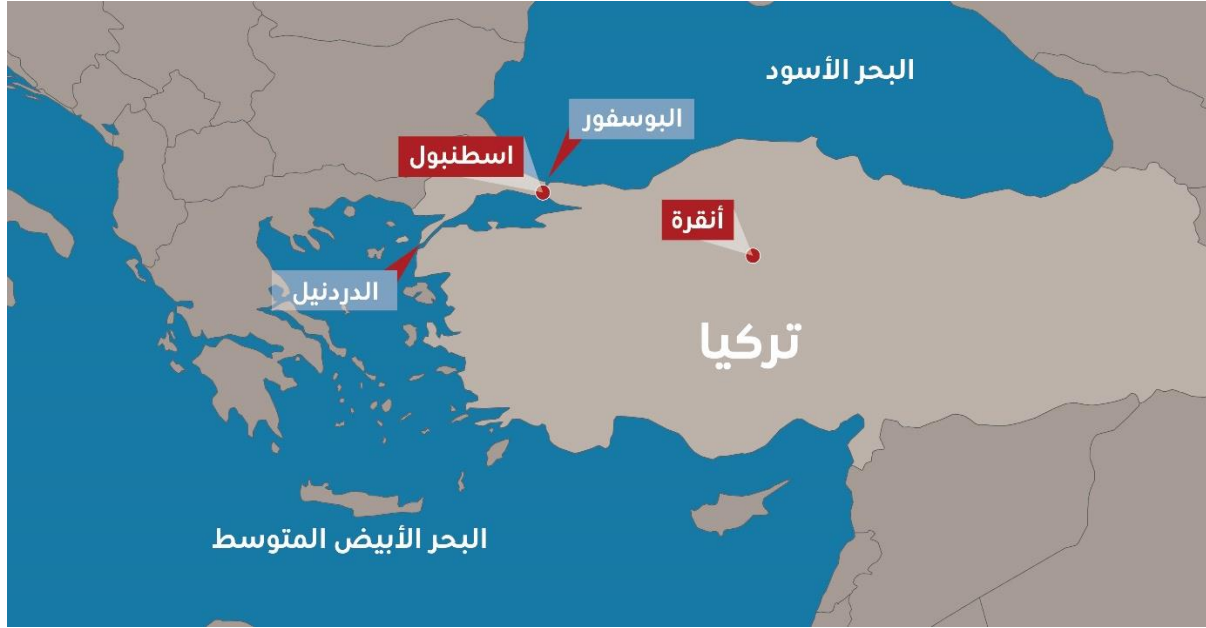 البحر الأسود
البوسفور
اسطنبول
أنقرة
الدردنيل
تركيا
البحر الأبيض المتوسط